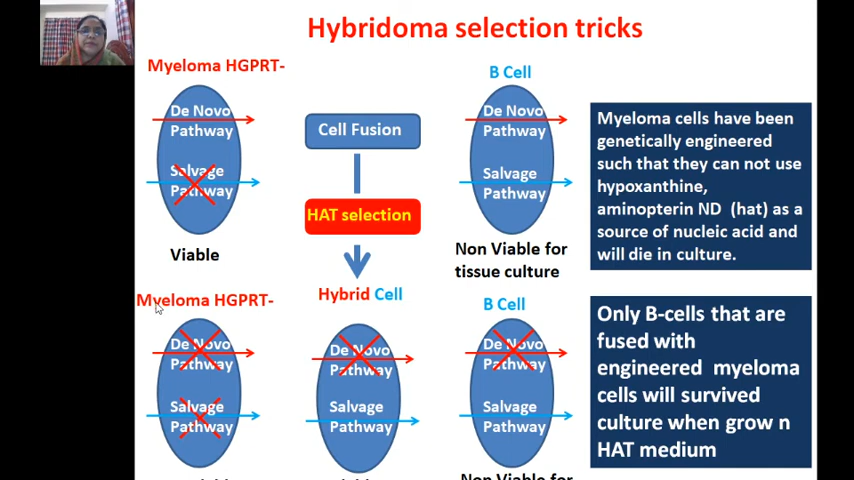 Hybridoma selection tricks
Myeloma HGPRT-
De Novo
Pathway
Salvage
Pathway
Viable
Cell Fusion
HAT selection
B Cell
De Novo
Pathway
Salvage
Pathway
Non Viable for
tissue culture
Myeloma cells have been
genetically engineered
such that they can not use
hypoxanthine,
aminopterin ND (hat) as a
source of nucleic acid and
will die in culture.
Myeloma HGPRT-
De Novo
Pathway
Salvage
Pathway
Hybrid Cell
De Novo
Pathway
Salvage
Pathway
B Cell
De Novo
Pathway
Salvage
Pathway
Non Viable for
Only B-cells that are
fused with
engineered myeloma
cells will survived
culture when grow n
HAT medium